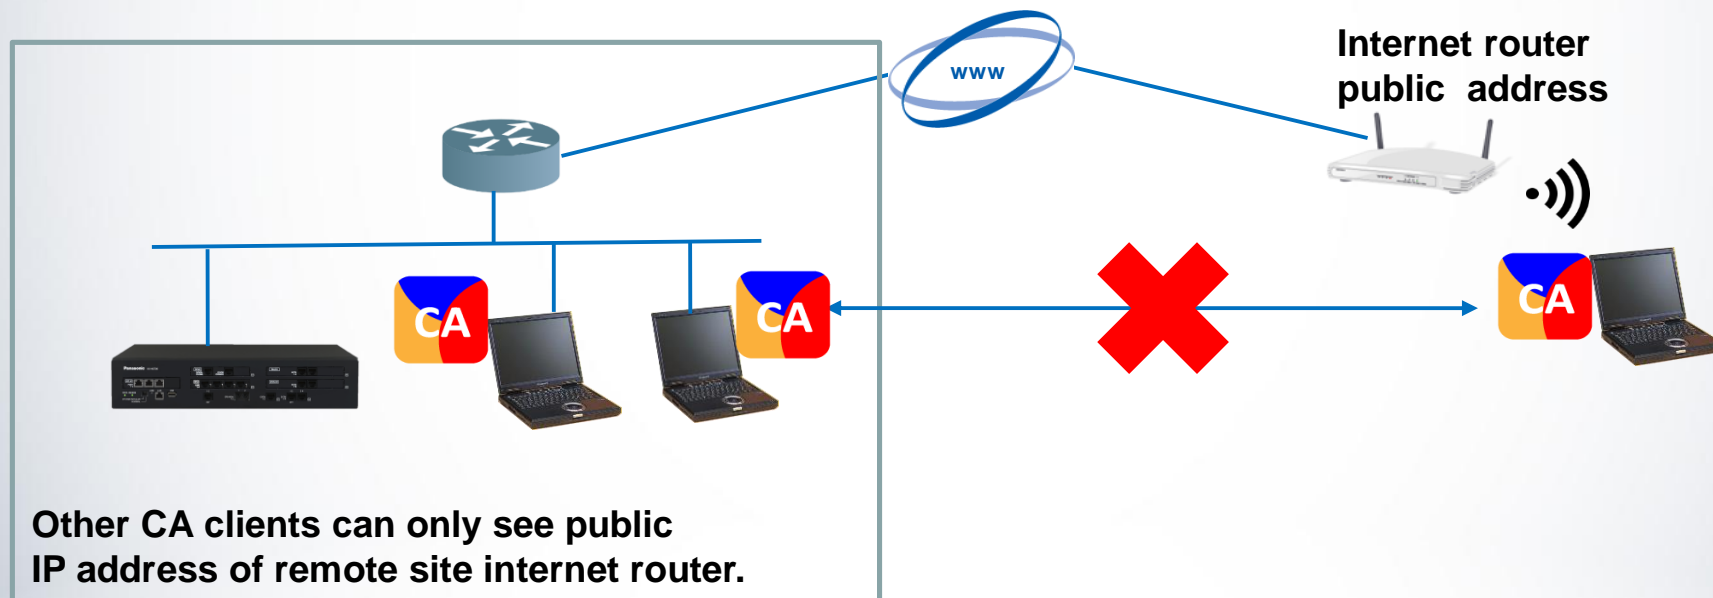 www
Internet router
public address
CA
CA
CA
Panasonic
Other CA clients can only see public
IP address of remote site internet router.